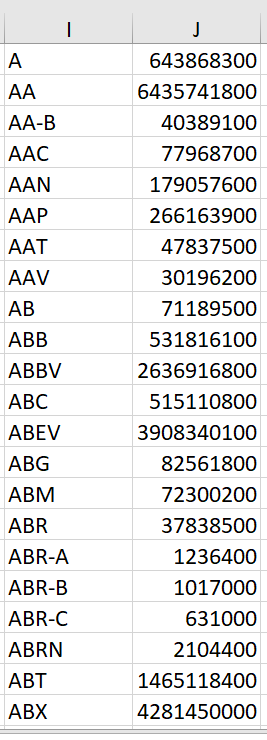 I J
A 643868300
AA 6435741800
AA-B 40389100
AAC 77968700
AAN 179057600
AAP 266163900
AAT 47837500
AAV 30196200
AB 71189500
ABB 531816100
ABBV 2636916800
ABC 515110800
ABEV 3908340100
ABG 82561800
ABM 72300200
ABR 37838500
ABR-A 1236400
ABR-B 1017000
ABR-C 631000
ABRN 2104400
ABT 1465118400
ABX 4281450000